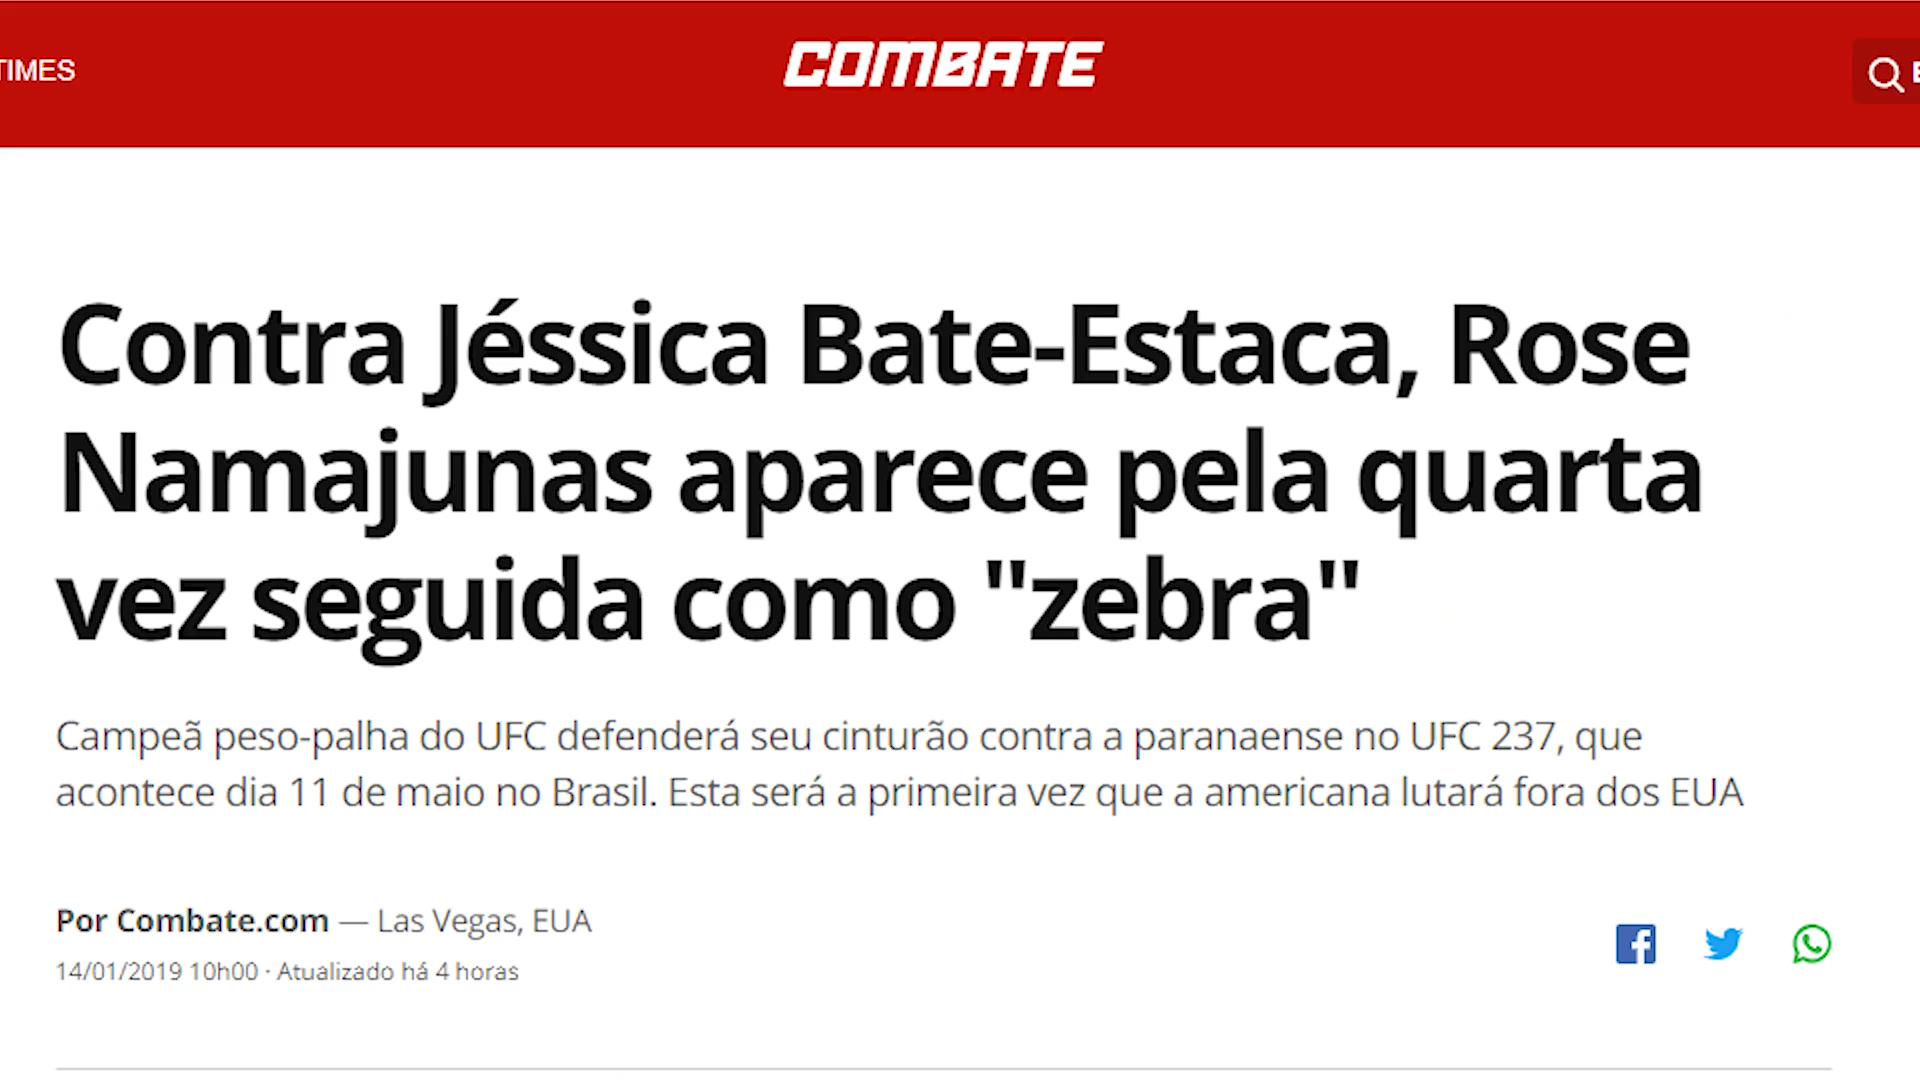 TIMES
COMBATE
Contra Jéssica Bate-Estaca, Rose
Namajunas aparece pela quarta
vez seguida como "zebra"
Campeã peso-palha do UFC defenderá seu cinturão contra a paranaense no UFC 237, que
acontece dia 11 de maio no Brasil. Esta será a primeira vez que a americana lutará fora dos EUA
Por Combate.com — Las Vegas, EUA
14/01/2019 10h00 · Atualizado há 4 horas